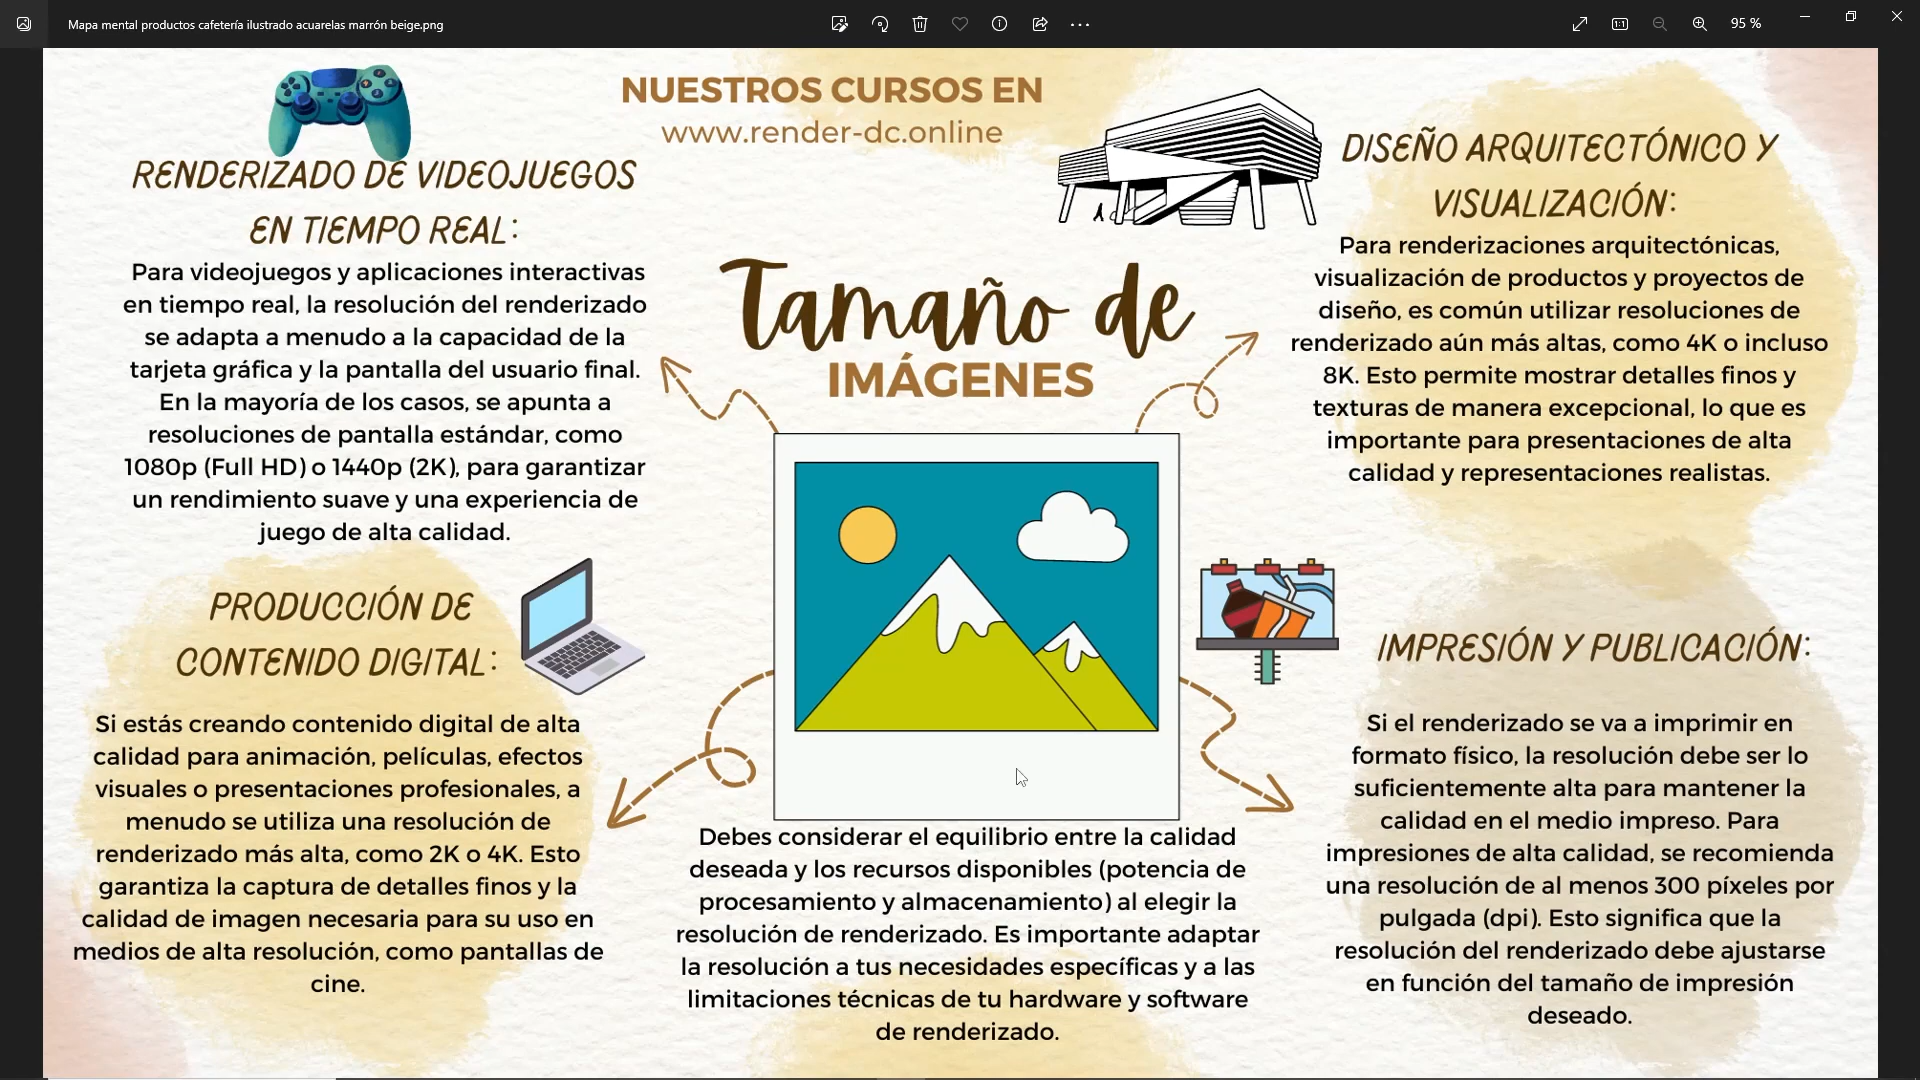 Mapa mental productos cafetería ilustrado acuarelas marrón beige.png
95 %
NUESTROS CURSOS EN
www.render-dc.online
RENDERIZADO DE VIDEOJUEGOS
EN TIEMPO REAL:
Para videojuegos y aplicaciones interactivas
en tiempo real, la resolución del renderizado
se adapta a menudo a la capacidad de la
tarjeta gráfica y la pantalla del usuario final.
En la mayoría de los casos, se apunta a
resoluciones de pantalla estándar, como
1080p (Full HD) o 1440p (2K), para garantizar
un rendimiento suave y una experiencia de
juego de alta calidad.
Tamaño de
IMÁGENES
DISEÑO ARQUITECTÓNICO Y
VISUALIZACIÓN:
Para renderizaciones arquitectónicas,
visualización de productos y proyectos de
diseño, es común utilizar resoluciones de
renderizado aún más altas, como 4K o incluso
8K. Esto permite mostrar detalles finos y
texturas de manera excepcional, lo que es
importante para presentaciones de alta
calidad y representaciones realistas.
PRODUCCIÓN DE
CONTENIDO DIGITAL:
Si estás creando contenido digital de alta
calidad para animación, películas, efectos
visuales o presentaciones profesionales, a
menudo se utiliza una resolución de
renderizado más alta, como 2K o 4K. Esto
garantiza la captura de detalles finos y la
calidad de imagen necesaria para su uso en
medios de alta resolución, como pantallas de
cine.
Debes considerar el equilibrio entre la calidad
deseada y los recursos disponibles (potencia de
procesamiento y almacenamiento) al elegir la
resolución de renderizado. Es importante adaptar
la resolución a tus necesidades específicas y a las
limitaciones técnicas de tu hardware y software
de renderizado.
IMPRESIÓN Y PUBLICACIÓN:
Si el renderizado se va a imprimir en
formato físico, la resolución debe ser lo
suficientemente alta para mantener la
calidad en el medio impreso. Para
impresiones de alta calidad, se recomienda
una resolución de al menos 300 píxeles por
pulgada (dpi). Esto significa que la
resolución del renderizado debe ajustarse
en función del tamaño de impresión
deseado.